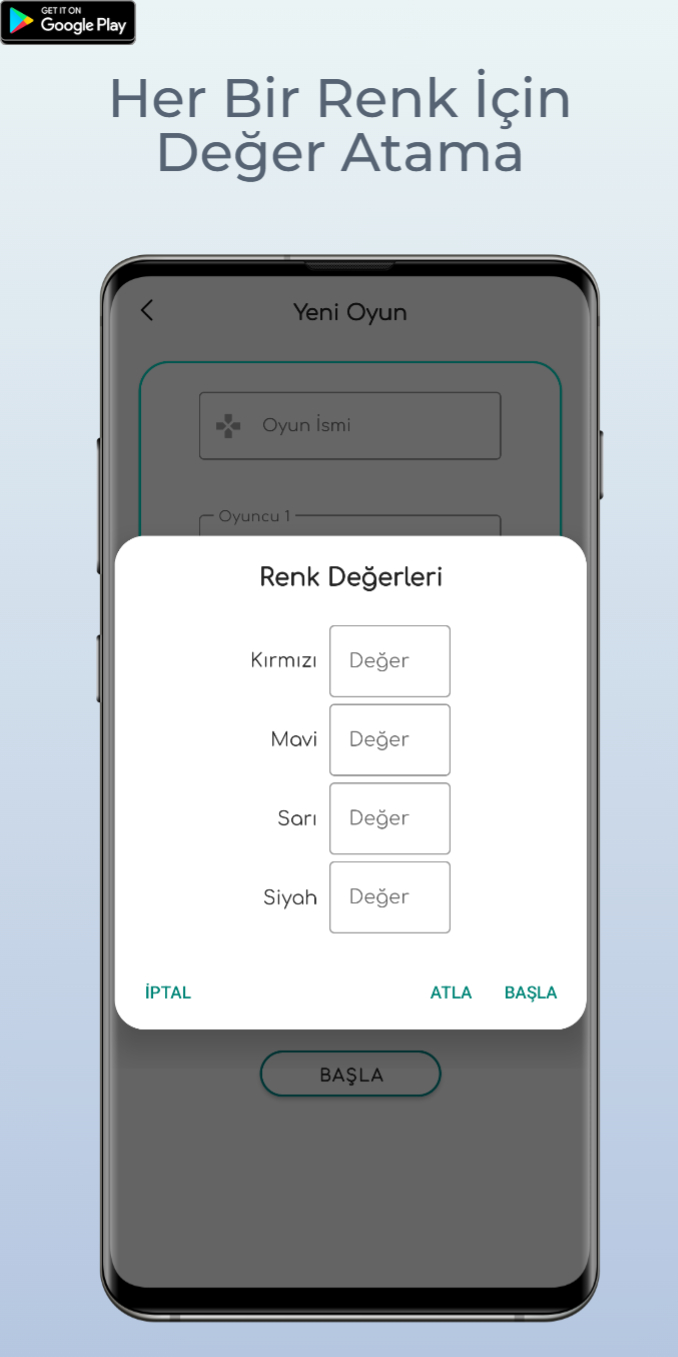 GET IT ON
Google Play
Her Bir Renk İçin
Değer Atama
Yeni Oyun
Oyun İsmi
Oyuncu 1
Renk Değerleri
Kırmızı Değer
Mavi Değer
Sarı Değer
Siyah Değer
İPTAL ATLA BAŞLA
BAŞLA